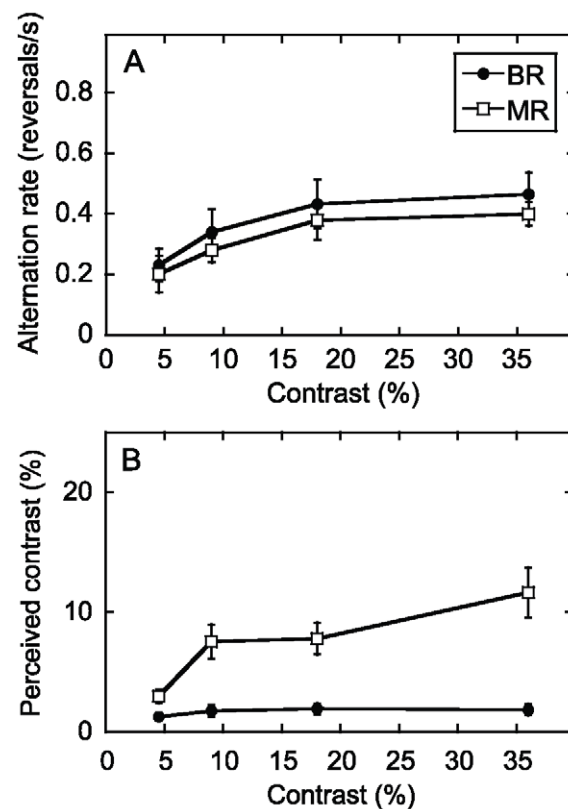 A
BR
MR
Alternation rate (reversals/s)
0.8
0.6
0.4
0.2
0
0 5 10 15 20 25 30 35
Contrast (%)
B
Perceived contrast (%)
20
10
0
0 5 10 15 20 25 30 35
Contrast (%)